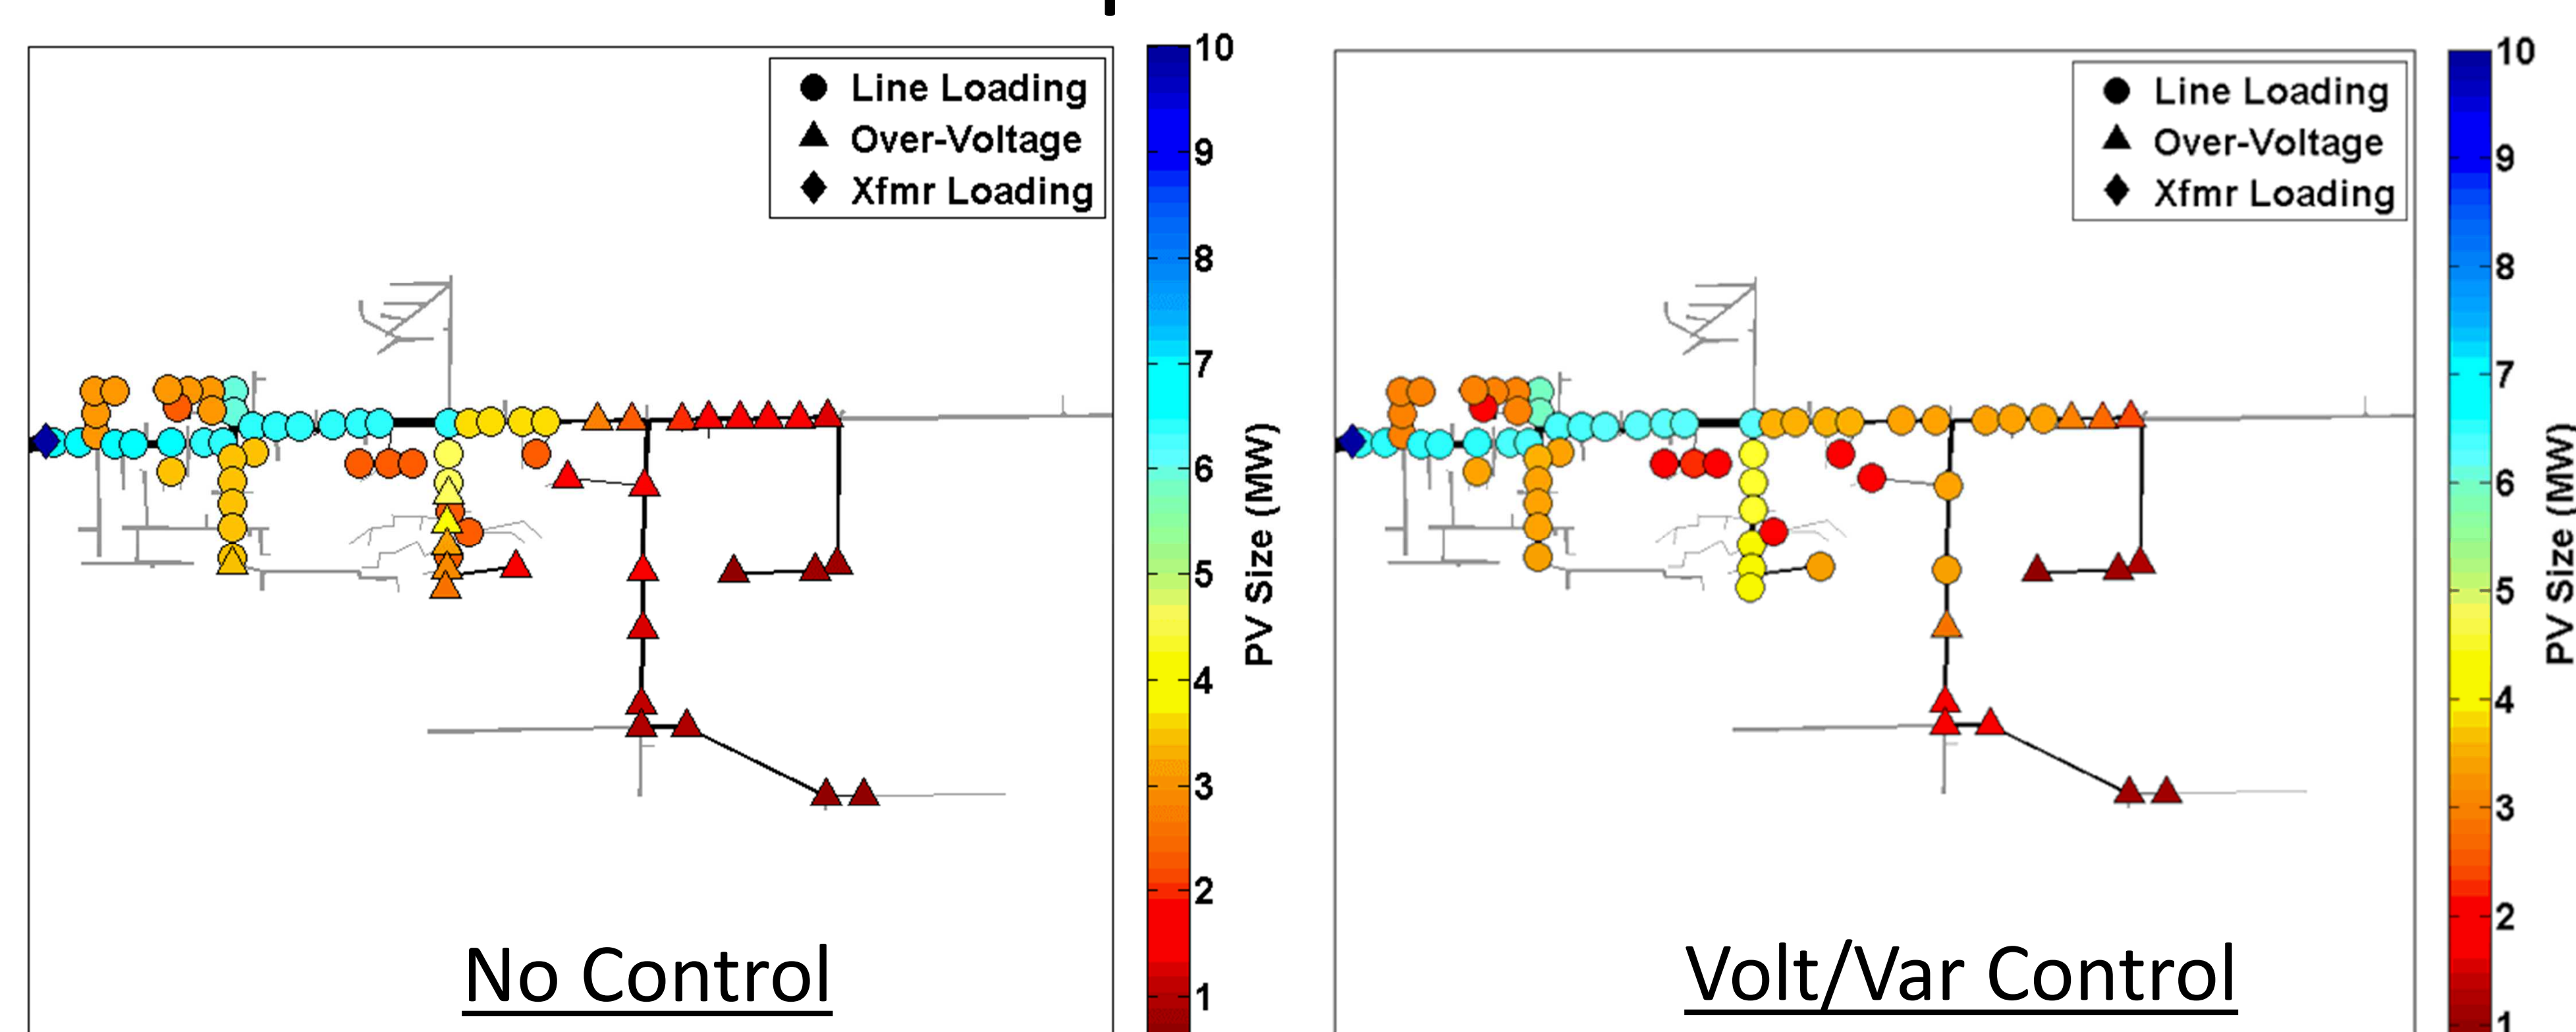 Line Loading
Over-Voltage
Xfmr Loading
10
9
8
7
6
5
4
3
2
1
PV Size (MW)
No Control
Line Loading
Over-Voltage
Xfmr Loading
10
9
8
7
6
5
4
3
2
1
PV Size (MW)
Volt/Var Control